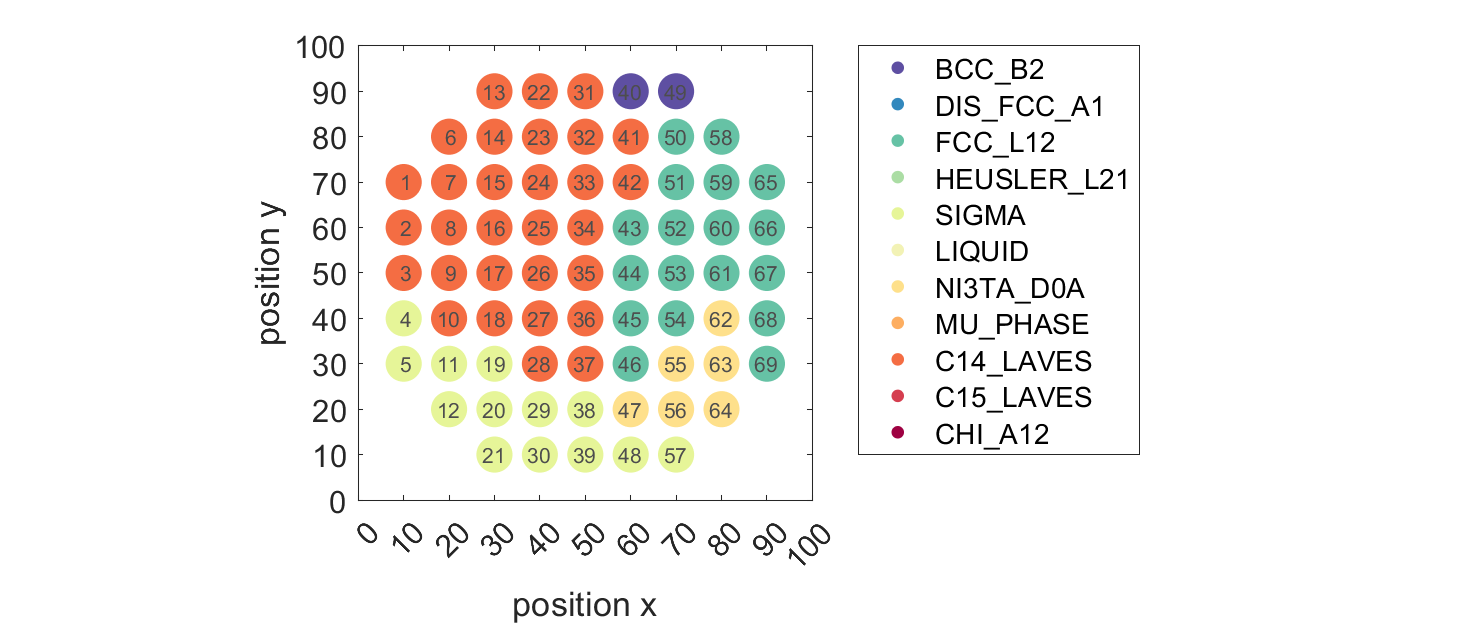 100
90
80
70
60
50
40
30
20
10
0
position y
13 22 31 40 49
6 14 23 32 41 50 58
1 7 15 24 33 42 51 59 65
2 8 16 25 34 43 52 60 66
3 9 17 26 35 44 53 61 67
4 10 18 27 36 45 54 62 68
5 11 19 28 37 46 55 63 69
12 20 29 38 47 56 64
21 30 39 48 57
0 10 20 30 40 50 60 70 80 90 100
position x
BCC_B2
DIS_FCC_A1
FCC_L12
HEUSLER_L21
SIGMA
LIQUID
NI3TA_D0A
MU_PHASE
C14_LAVES
C15_LAVES
CHI_A12